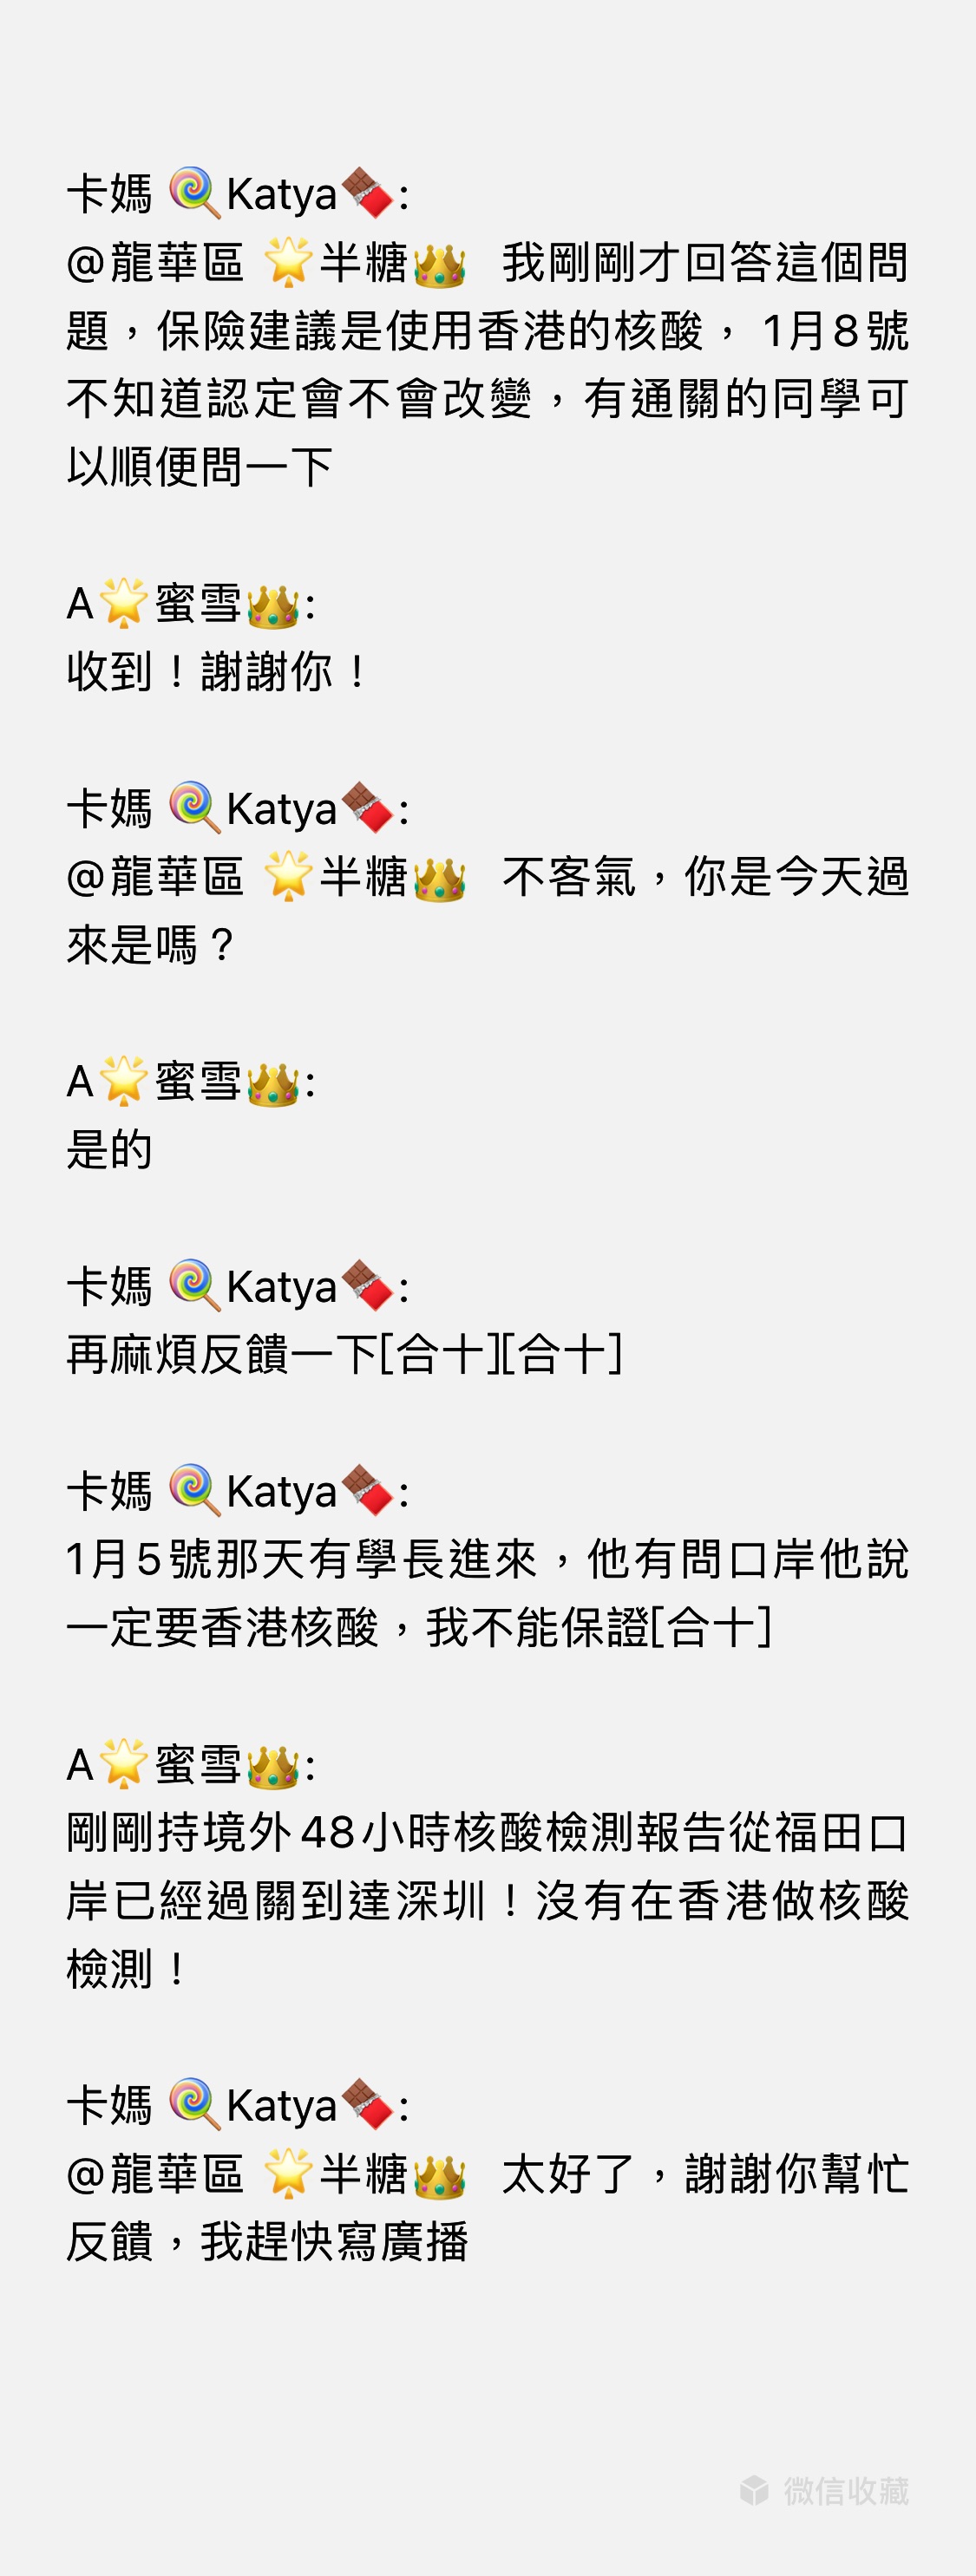 卡媽 🍭Katya🍫:
@龍華區 🌟半糖👑 我剛剛才回答這個問
題，保險建議是使用香港的核酸， 1月8號
不知道認定會不會改變，有通關的同學可
以順便問一下
A🌟蜜雪👑:
收到！謝謝你！
卡媽 🍭Katya🍫:
@龍華區 🌟半糖👑 不客氣，你是今天過
來是嗎？
A🌟蜜雪👑:
是的
卡媽 🍭Katya🍫:
再麻煩反饋一下[合十][合十]
卡媽 🍭Katya🍫:
1月5號那天有學長進來，他有問口岸他說
一定要香港核酸，我不能保證[合十]
A🌟蜜雪👑:
剛剛持境外48小時核酸檢測報告從福田口
岸已經過關到達深圳！沒有在香港做核酸
檢測！
卡媽 🍭Katya🍫:
@龍華區 🌟半糖👑 太好了，謝謝你幫忙
反饋，我趕快寫廣播
微信收藏